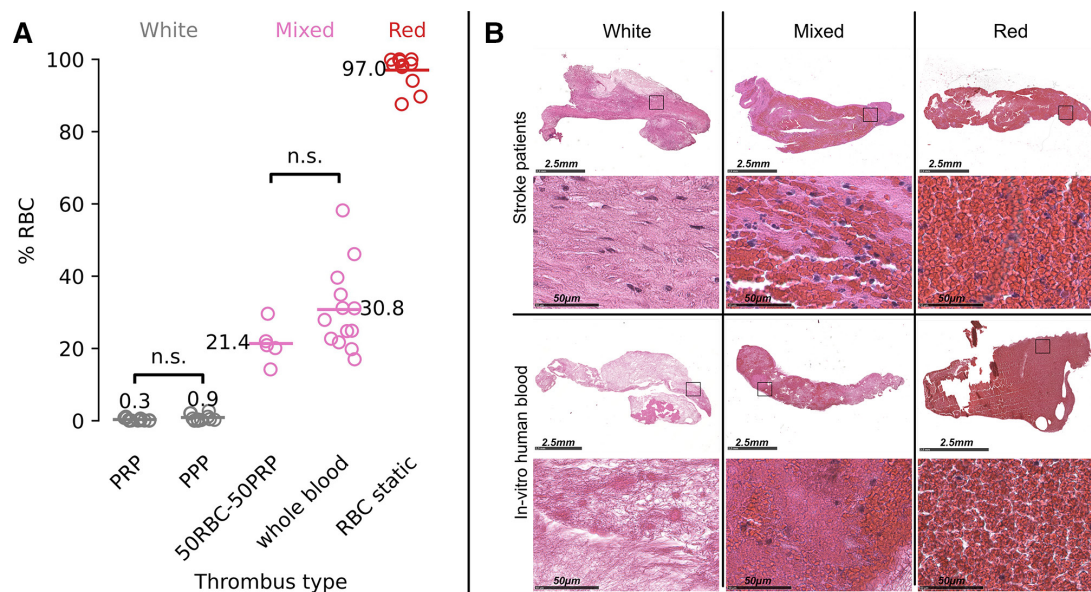 A
White
Mixed
Red
100
80
60
40
20
0
% RBC
97.0
n.s.
30.8
21.4
n.s.
0.3
0.9
PRP
PPP
50RBC-50PRP
whole blood
RBC static
Thrombus type
B
White
Mixed
Red
Stroke patients
2.5mm
2.5mm
2.5mm
50μm
50μm
50μm
In-vitro human blood
2.5mm
2.5mm
2.5mm
50μm
50μm
50μm